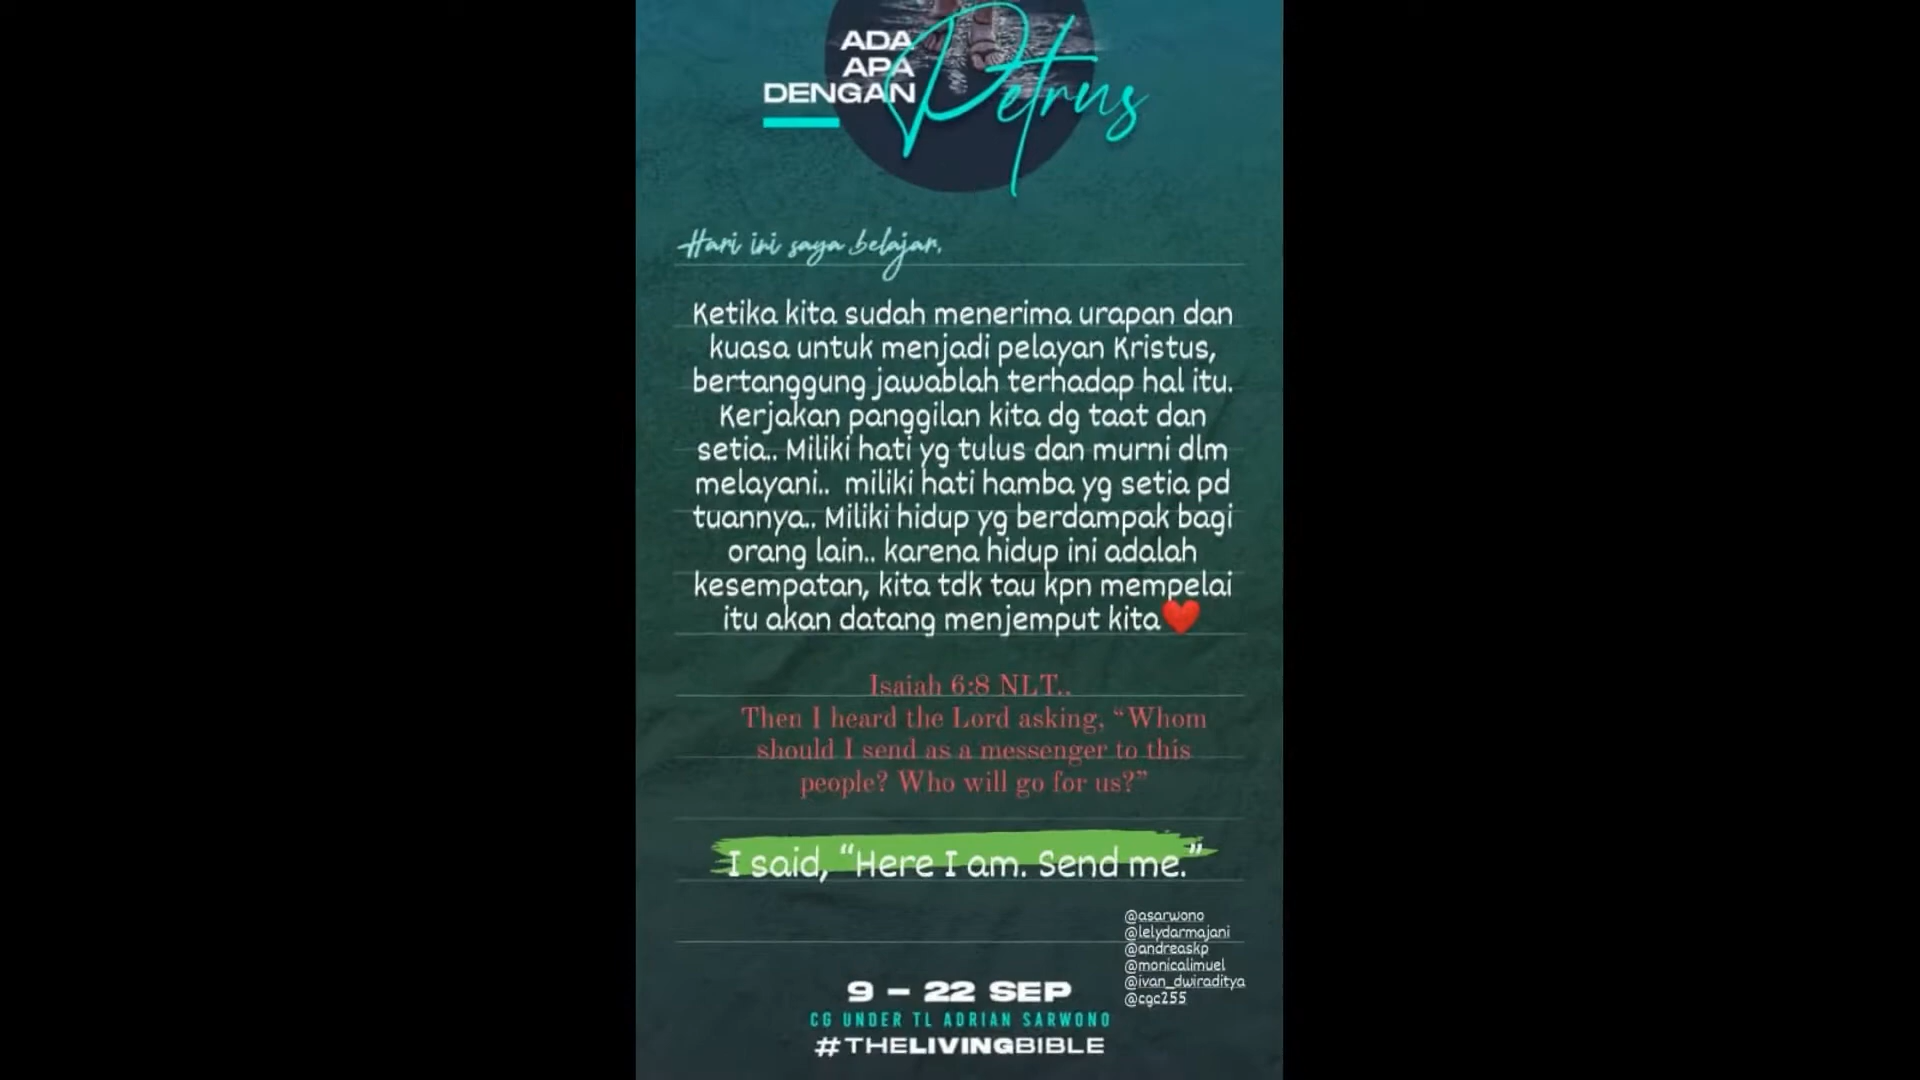 ADA
APA
DENGAN
Petrus
Hari ini saya belajar,
Ketika kita sudah menerima urapan dan
kuasa untuk menjadi pelayan Kristus,
bertanggung jawablah terhadap hal itu.
Kerjakan panggilan kita dg taat dan
setia.. Miliki hati yg tulus dan murni dlm
melayani..  miliki hati hamba yg setia pd
tuannya.. Miliki hidup yg berdampak bagi
orang lain.. karena hidup ini adalah
kesempatan, kita tdk tau kpn mempelai
itu akan datang menjemput kita❤️
Isaiah 6:8 NLT..
Then I heard the Lord asking, “Whom
should I send as a messenger to this
people? Who will go for us?”
I said, “Here I am. Send me.”
@asarwono
@lelydarmajani
@andreaskp
@monicalimuel
@ivan_dwiraditya
@cgc255
9 – 22 SEP
CG UNDER TL ADRIAN SARWONO
#THELIVINGBIBLE